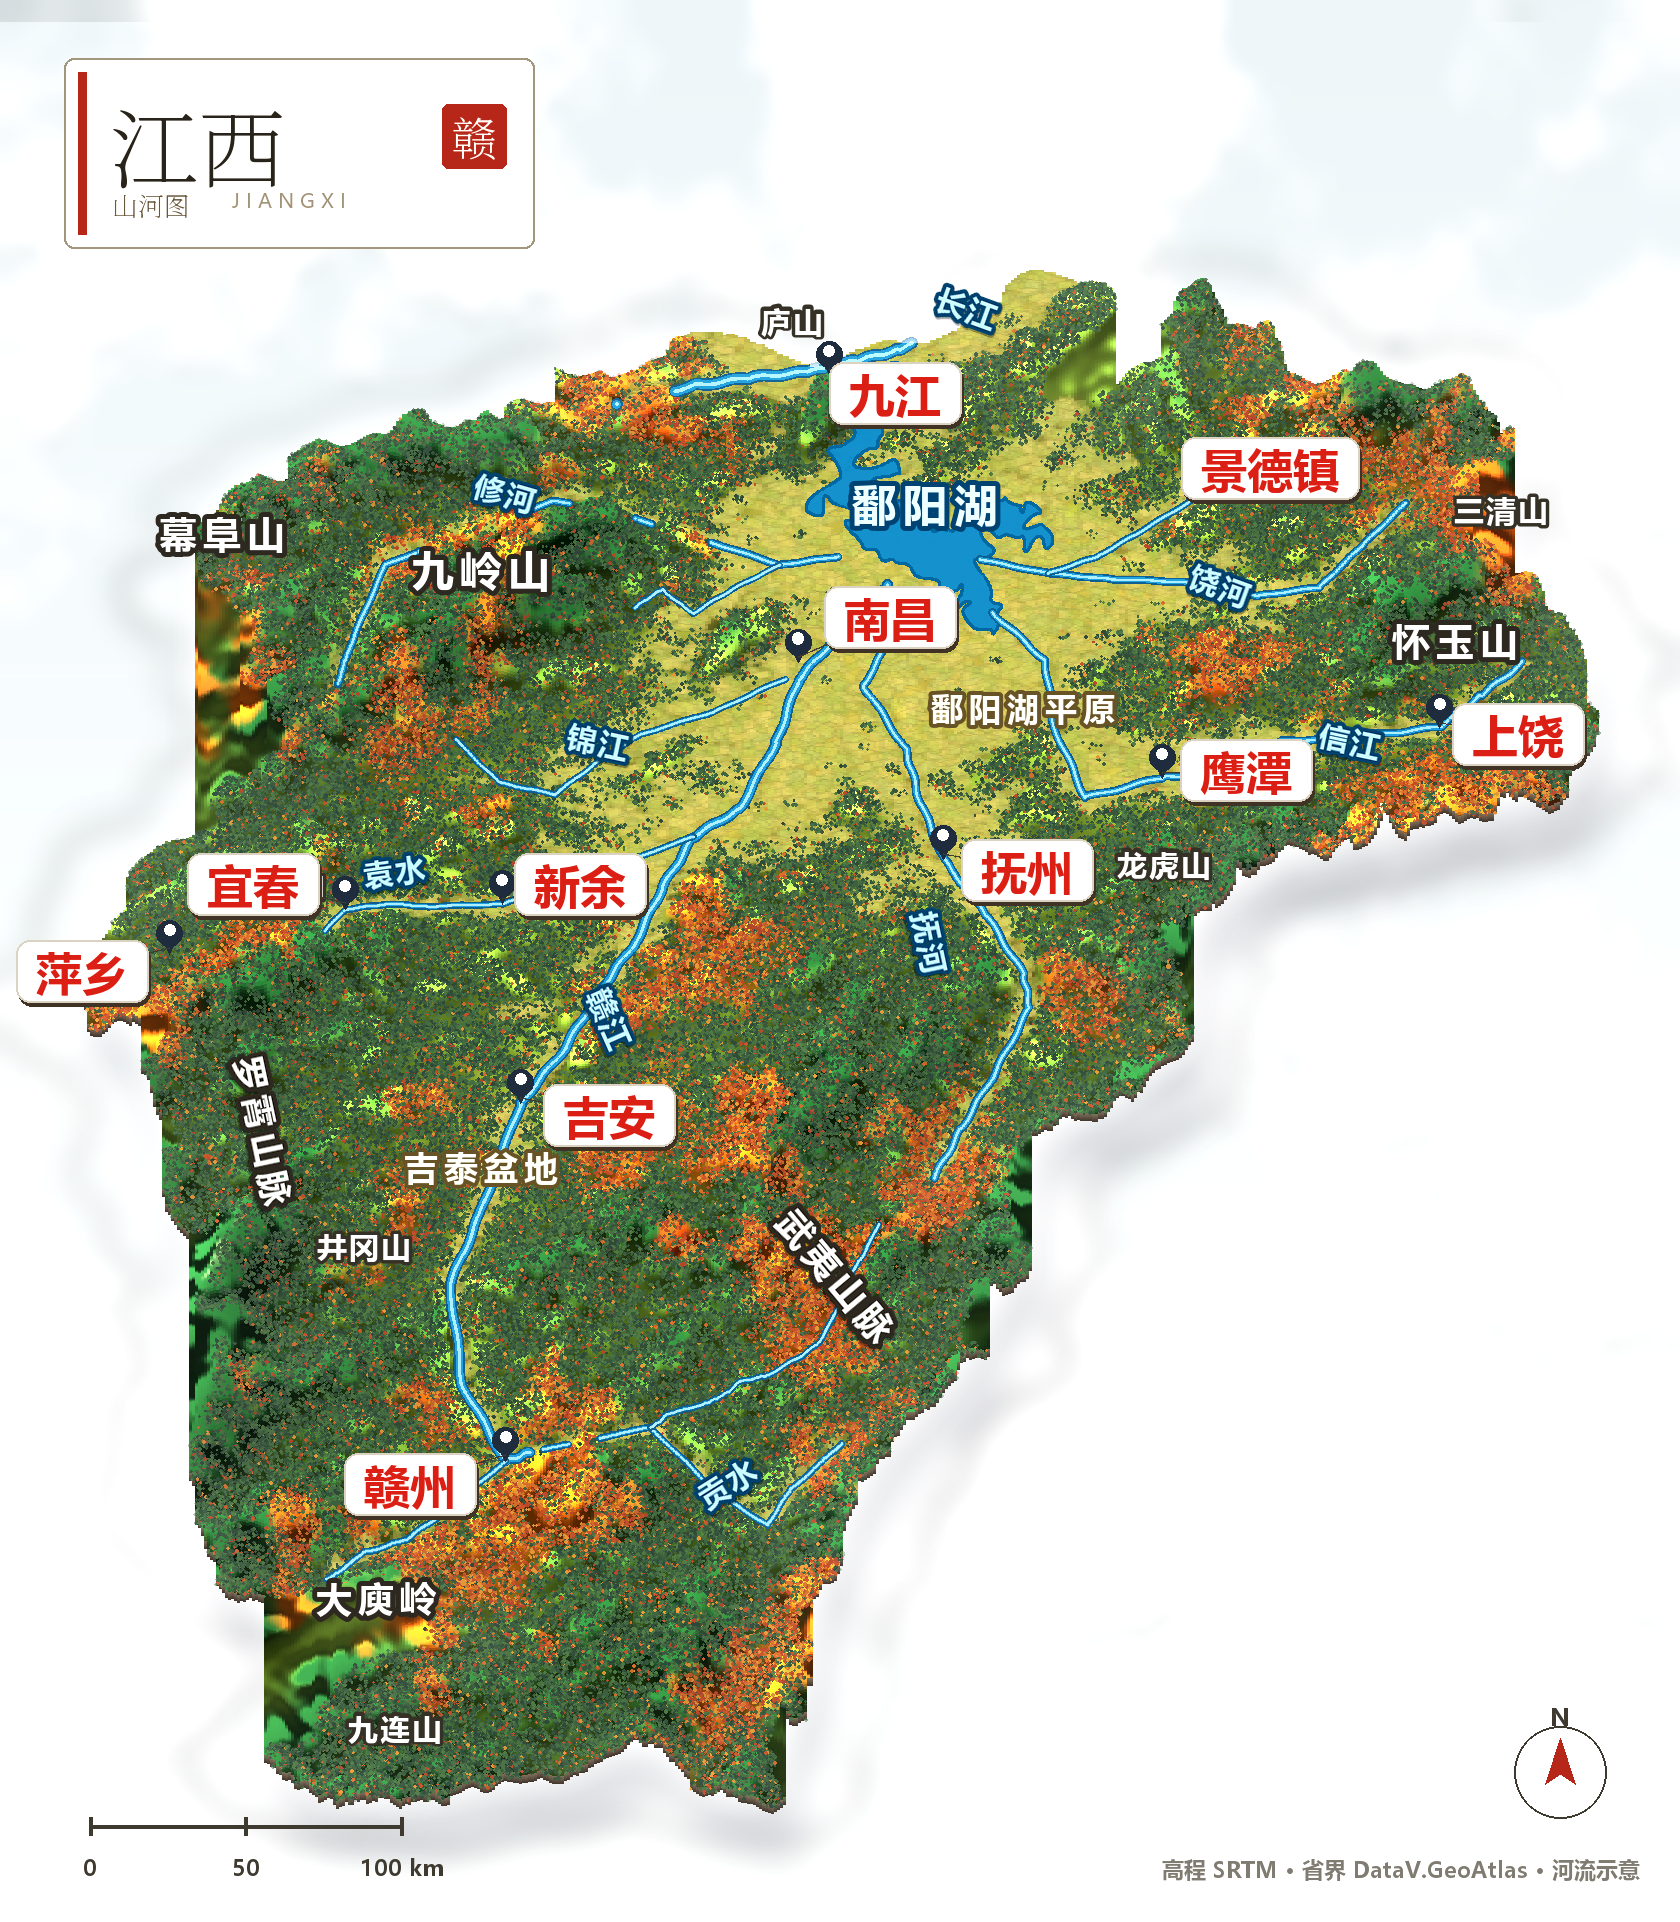 江西
赣
山河图 JIANGXI
庐山
长江
九江
景德镇
修河
鄱阳湖
三清山
幕阜山
九岭山
饶河
南昌
怀玉山
鄱阳湖平原
锦江
信江
上饶
鹰潭
宜春
袁水
新余
抚州
龙虎山
萍乡
抚河
赣江
罗霄山脉
吉安
吉泰盆地
井冈山
武夷山脉
赣州
贡水
大庾岭
九连山
N
0 50 100 km
高程 SRTM • 省界 DataV.GeoAtlas • 河流示意